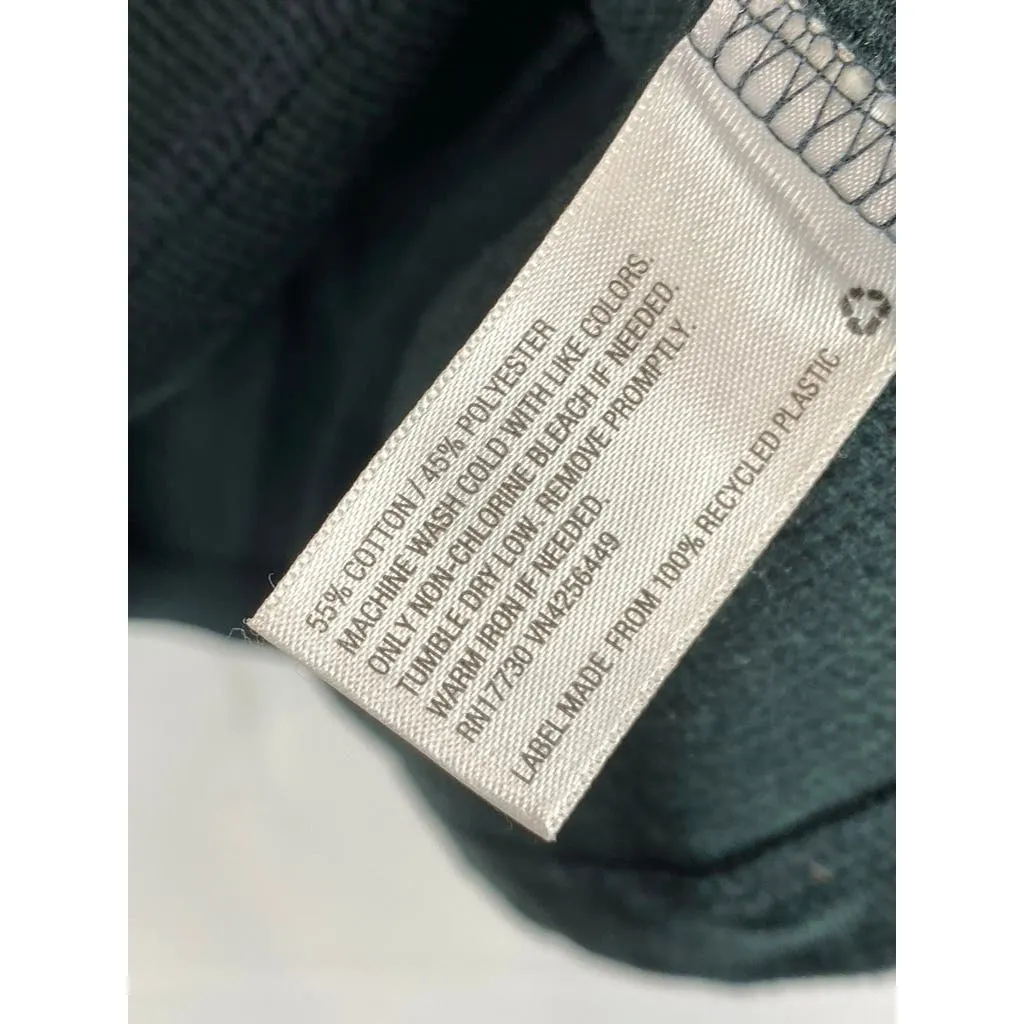 55% COTTON / 45% POLYESTER
MACHINE WASH COLD WITH LIKE COLORS.
ONLY NON-CHLORINE BLEACH IF NEEDED.
TUMBLE DRY LOW. REMOVE PROMPTLY.
WARM IRON IF NEEDED.
RN17730 VN4256449
LABEL MADE FROM 100% RECYCLED PLASTIC